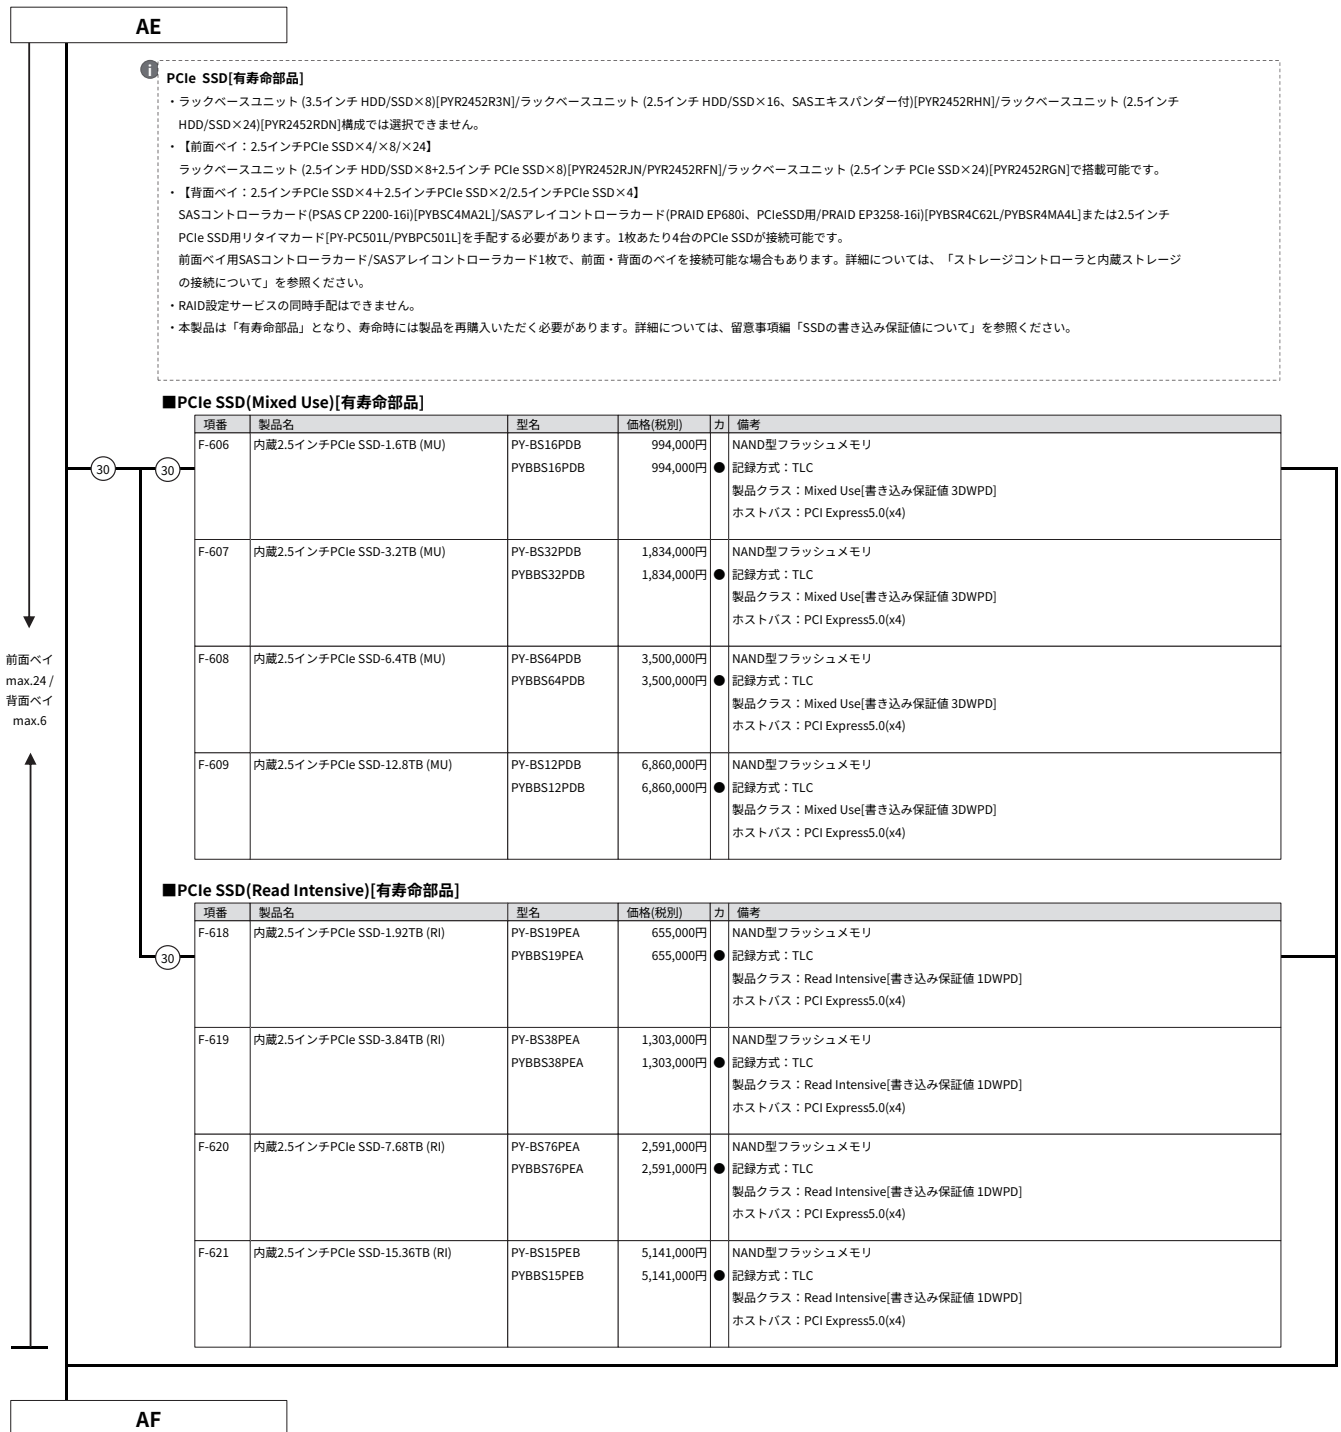 AE
i
PCIe SSD[有寿命部品]
・ラックベースユニット (3.5インチ HDD/SSD×8)[PYR2452R3N]/ラックベースユニット (2.5インチ HDD/SSD×16、SASエキスパンダー付)[PYR2452RHN]/ラックベースユニット (2.5インチ
HDD/SSD×24)[PYR2452RDN]構成では選択できません。
・【前面ベイ：2.5インチPCIe SSD×4/×8/×24】
ラックベースユニット (2.5インチ HDD/SSD×8+2.5インチ PCIe SSD×8)[PYR2452RJN/PYR2452RFN]/ラックベースユニット (2.5インチ PCIe SSD×24)[PYR2452RGN]で搭載可能です。
・【背面ベイ：2.5インチPCIe SSD×4＋2.5インチPCIe SSD×2/2.5インチPCIe SSD×4】
SASコントローラカード(PSAS CP 2200-16i)[PYBSC4MA2L]/SASアレイコントローラカード(PRAID EP680i、PCIeSSD用/PRAID EP3258-16i)[PYBSR4C62L/PYBSR4MA4L]または2.5インチ
PCIe SSD用リタイマカード[PY-PC501L/PYBPC501L]を手配する必要があります。1枚あたり4台のPCIe SSDが接続可能です。
前面ベイ用SASコントローラカード/SASアレイコントローラカード1枚で、前面・背面のベイを接続可能な場合もあります。詳細については、「ストレージコントローラと内蔵ストレージ
の接続について」を参照ください。
・RAID設定サービスの同時手配はできません。
・本製品は「有寿命部品」となり、寿命時には製品を再購入いただく必要があります。詳細については、留意事項編「SSDの書き込み保証値について」を参照ください。
■PCIe SSD(Mixed Use)[有寿命部品]
項番 製品名 型名 価格(税別) カ 備考
F-606 内蔵2.5インチPCIe SSD-1.6TB (MU) PY-BS16PDB 994,000円 NAND型フラッシュメモリ
30 30 PYBBS16PDB 994,000円 ● 記録方式：TLC
製品クラス：Mixed Use[書き込み保証値 3DWPD]
ホストバス：PCI Express5.0(x4)
F-607 内蔵2.5インチPCIe SSD-3.2TB (MU) PY-BS32PDB 1,834,000円 NAND型フラッシュメモリ
PYBBS32PDB 1,834,000円 ● 記録方式：TLC
製品クラス：Mixed Use[書き込み保証値 3DWPD]
ホストバス：PCI Express5.0(x4)
F-608 内蔵2.5インチPCIe SSD-6.4TB (MU) PY-BS64PDB 3,500,000円 NAND型フラッシュメモリ
PYBBS64PDB 3,500,000円 ● 記録方式：TLC
製品クラス：Mixed Use[書き込み保証値 3DWPD]
ホストバス：PCI Express5.0(x4)
前面ベイ
max.24 /
背面ベイ
max.6
F-609 内蔵2.5インチPCIe SSD-12.8TB (MU) PY-BS12PDB 6,860,000円 NAND型フラッシュメモリ
PYBBS12PDB 6,860,000円 ● 記録方式：TLC
製品クラス：Mixed Use[書き込み保証値 3DWPD]
ホストバス：PCI Express5.0(x4)
■PCIe SSD(Read Intensive)[有寿命部品]
項番 製品名 型名 価格(税別) カ 備考
F-618 内蔵2.5インチPCIe SSD-1.92TB (RI) PY-BS19PEA 655,000円 NAND型フラッシュメモリ
30 PYBBS19PEA 655,000円 ● 記録方式：TLC
製品クラス：Read Intensive[書き込み保証値 1DWPD]
ホストバス：PCI Express5.0(x4)
F-619 内蔵2.5インチPCIe SSD-3.84TB (RI) PY-BS38PEA 1,303,000円 NAND型フラッシュメモリ
PYBBS38PEA 1,303,000円 ● 記録方式：TLC
製品クラス：Read Intensive[書き込み保証値 1DWPD]
ホストバス：PCI Express5.0(x4)
F-620 内蔵2.5インチPCIe SSD-7.68TB (RI) PY-BS76PEA 2,591,000円 NAND型フラッシュメモリ
PYBBS76PEA 2,591,000円 ● 記録方式：TLC
製品クラス：Read Intensive[書き込み保証値 1DWPD]
ホストバス：PCI Express5.0(x4)
F-621 内蔵2.5インチPCIe SSD-15.36TB (RI) PY-BS15PEB 5,141,000円 NAND型フラッシュメモリ
PYBBS15PEB 5,141,000円 ● 記録方式：TLC
製品クラス：Read Intensive[書き込み保証値 1DWPD]
ホストバス：PCI Express5.0(x4)
AF